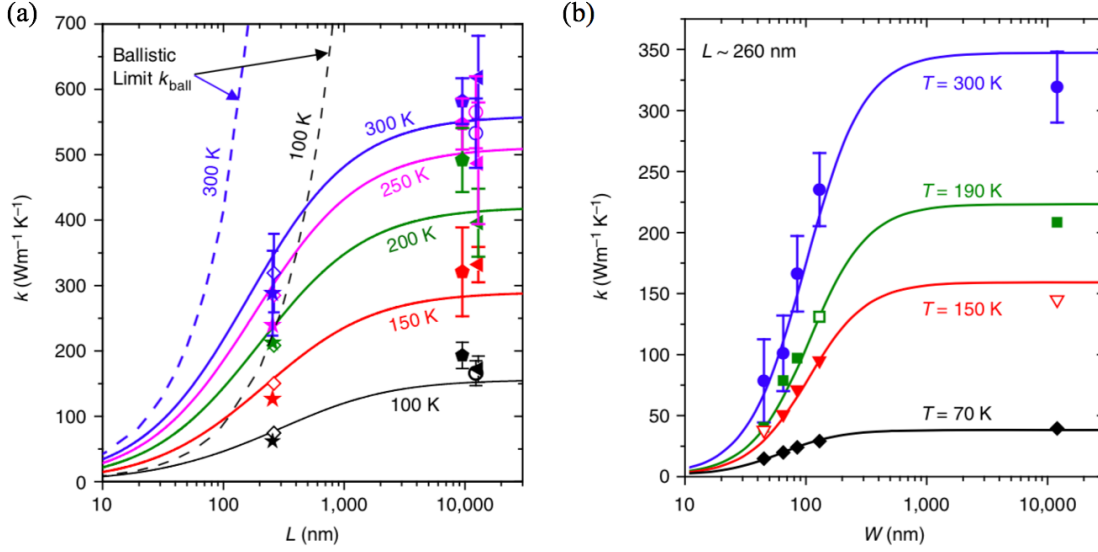 (a)
700
600
500
400
300
200
100
0
k (Wm⁻¹ K⁻¹)
Ballistic
Limit k_ball
300 K
100 K
300 K
250 K
200 K
150 K
100 K
10
100
1,000
10,000
L (nm)
(b)
350
300
250
200
150
100
50
0
k (Wm⁻¹ K⁻¹)
L ~ 260 nm
T = 300 K
T = 190 K
T = 150 K
T = 70 K
10
100
1,000
10,000
W (nm)